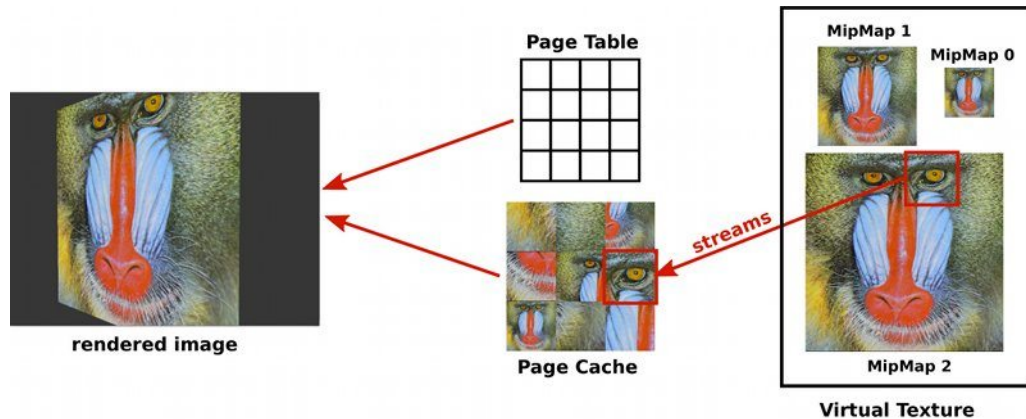 MipMap 1
MipMap 0
Page Table
streams
rendered image
Page Cache
MipMap 2
Virtual Texture